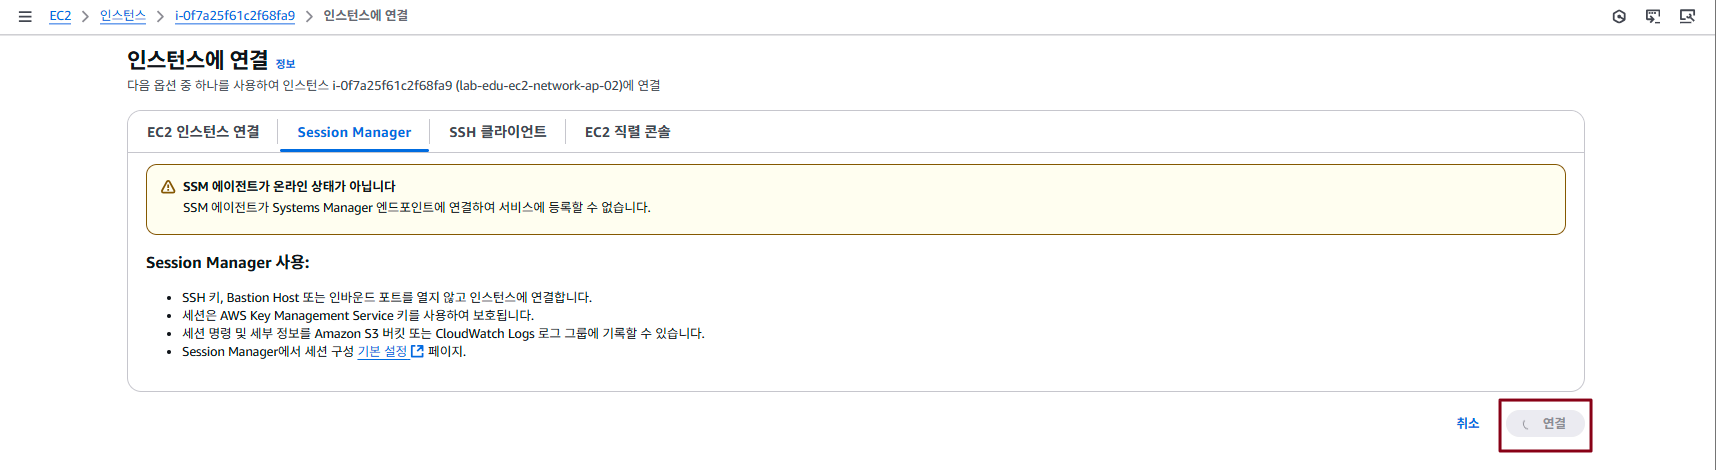 EC2 > 인스턴스 > i-0f7a25f61c2f68fa9 > 인스턴스에 연결
인스턴스에 연결 정보
다음 옵션 중 하나를 사용하여 인스턴스 i-0f7a25f61c2f68fa9 (lab-edu-ec2-network-ap-02)에 연결
EC2 인스턴스 연결 Session Manager SSH 클라이언트 EC2 직렬 콘솔
SSM 에이전트가 온라인 상태가 아닙니다
SSM 에이전트가 Systems Manager 엔드포인트에 연결하여 서비스에 등록할 수 없습니다.
Session Manager 사용:
• SSH 키, Bastion Host 또는 인바운드 포트를 열지 않고 인스턴스에 연결합니다.
• 세션은 AWS Key Management Service 키를 사용하여 보호됩니다.
• 세션 명령 및 세부 정보를 Amazon S3 버킷 또는 CloudWatch Logs 로그 그룹에 기록할 수 있습니다.
• Session Manager에서 세션 구성 기본 설정 페이지.
취소 연결